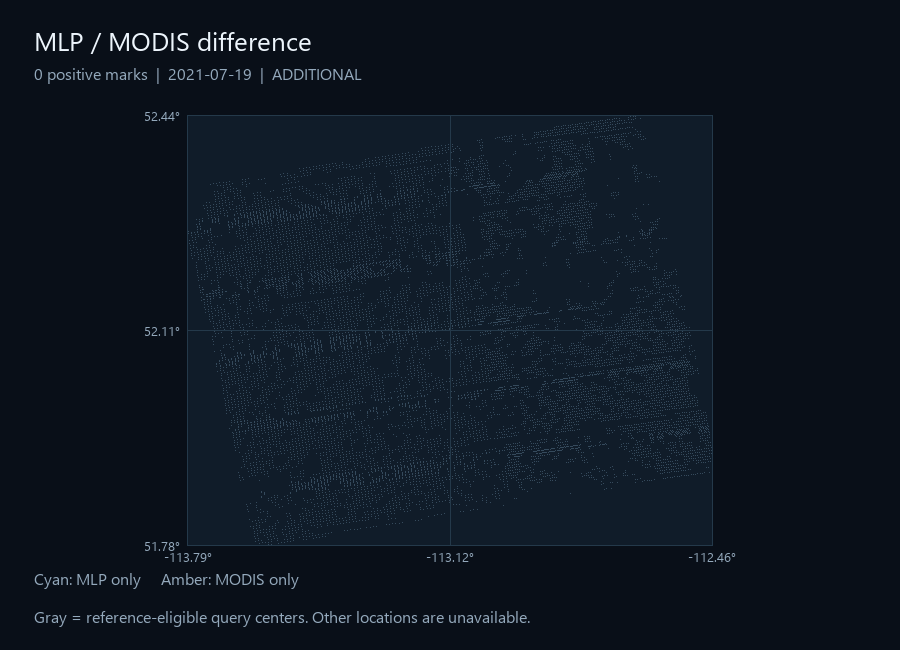 MLP / MODIS difference
0 positive marks | 2021-07-19 | ADDITIONAL
52.44°
52.11°
51.78°
-113.79° -113.12° -112.46°
Cyan: MLP only Amber: MODIS only
Gray = reference-eligible query centers. Other locations are unavailable.